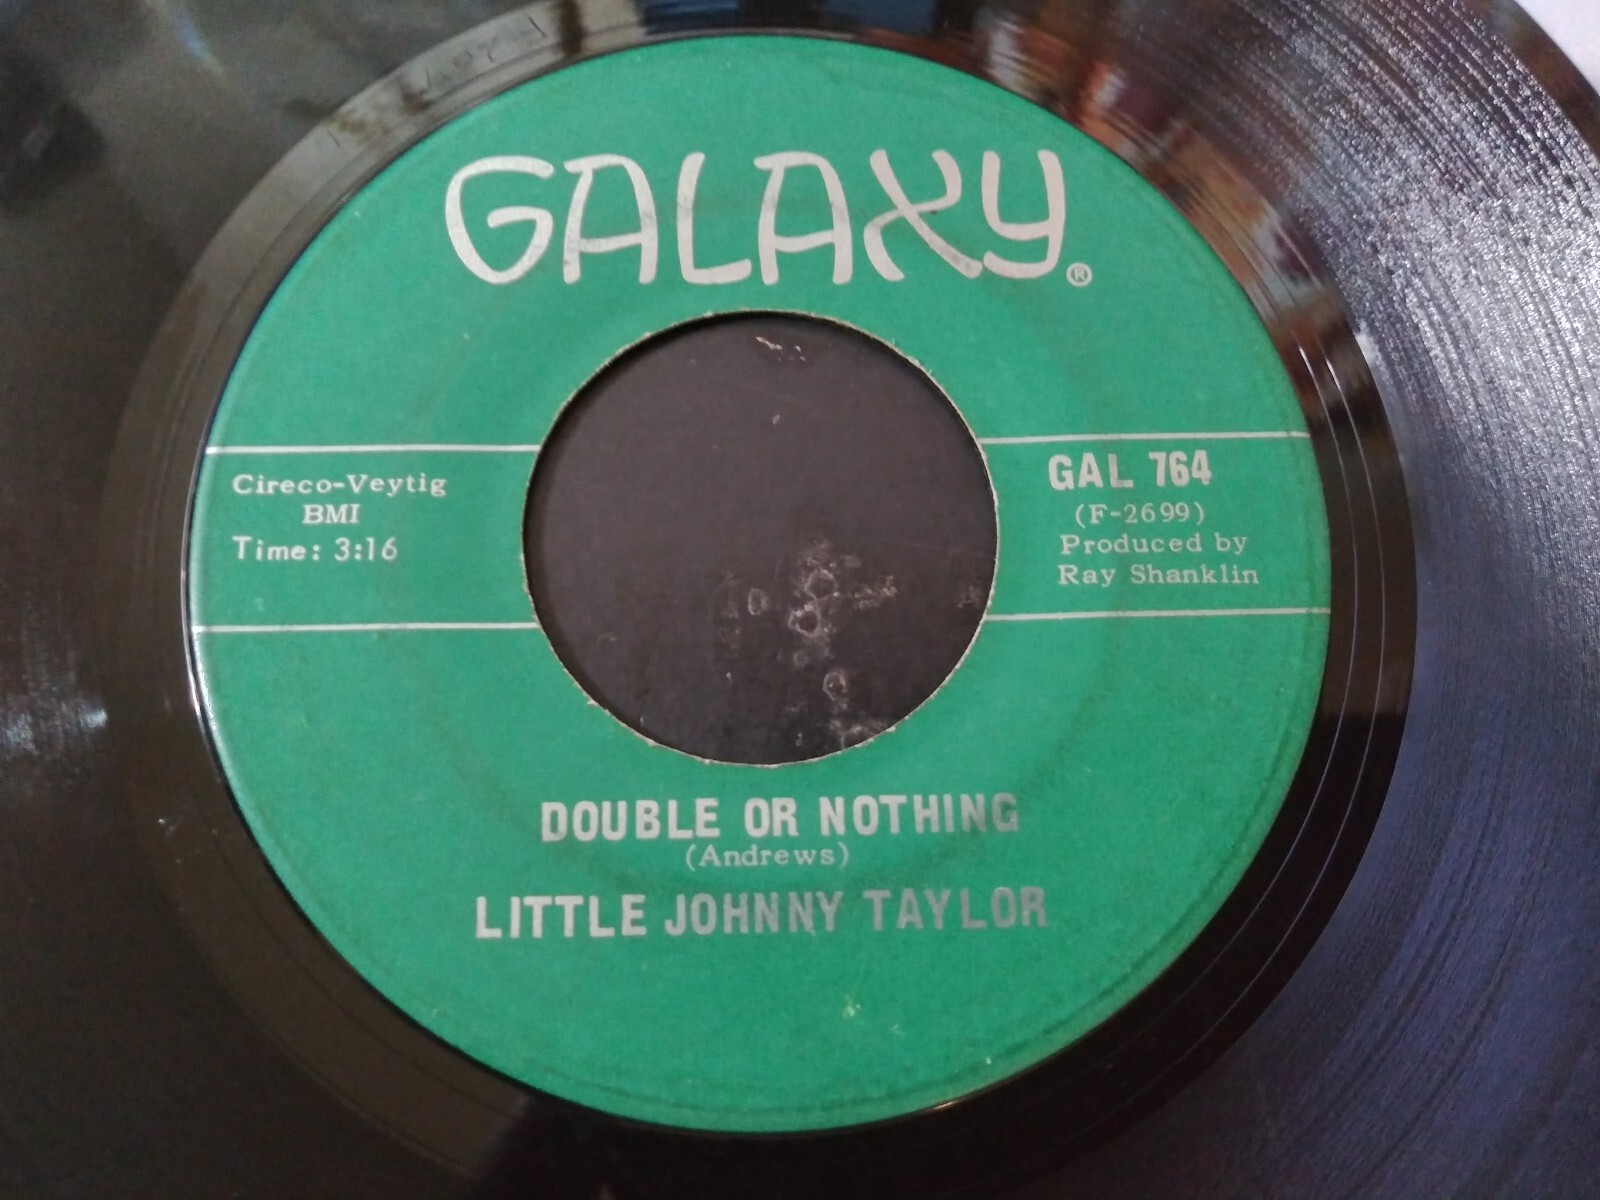 GALAXY®
Cireco-Veytig
BMI
Time: 3:16
GAL 764
(F-2699)
Produced by
Ray Shanklin
DOUBLE OR NOTHING
(Andrews)
LITTLE JOHNNY TAYLOR